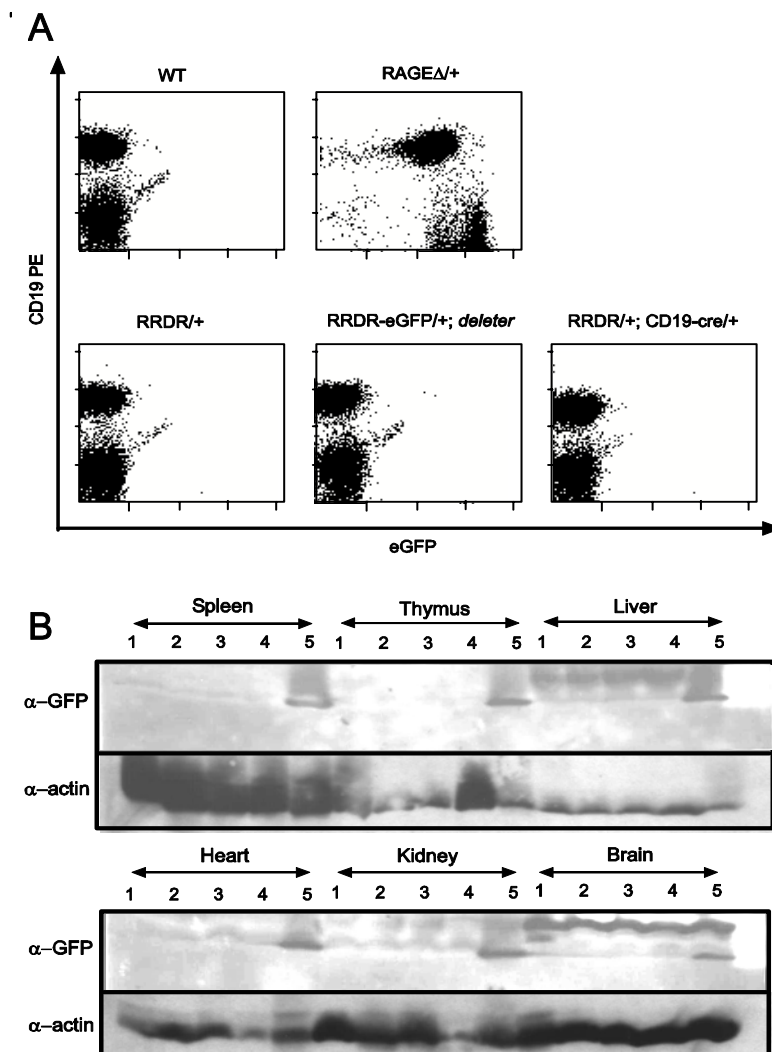 A
WT
RAGEΔ/+
CD19 PE
RRDR/+
RRDR-eGFP/+; deleter
RRDR/+; CD19-cre/+
eGFP
B
Spleen
Thymus
Liver
1 2 3 4 5 1 2 3 4 5 1 2 3 4 5
α–GFP
α–actin
Heart
Kidney
Brain
1 2 3 4 5 1 2 3 4 5 1 2 3 4 5
α–GFP
α–actin